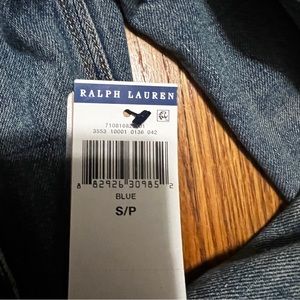 RALPH LAUREN
3553 10001 0136 042
8 82926 30985 2
BLUE
S/P